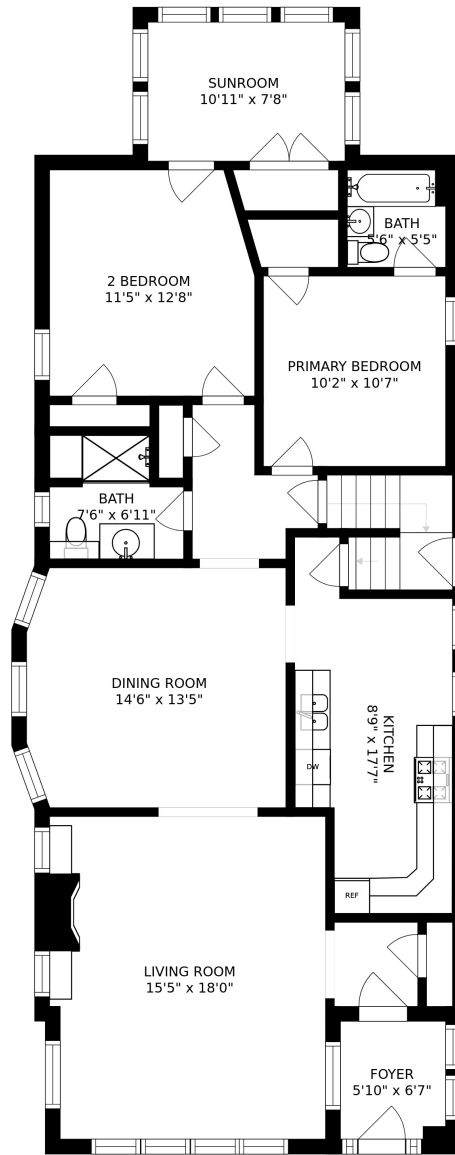 SUNROOM
10'11" x 7'8"
BATH
5'6" x 5'5"
2 BEDROOM
11'5" x 12'8"
PRIMARY BEDROOM
10'2" x 10'7"
BATH
7'6" x 6'11"
DINING ROOM
14'6" x 13'5"
KITCHEN
8'9" x 17'7"
DW
REF
LIVING ROOM
15'5" x 18'0"
FOYER
5'10" x 6'7"